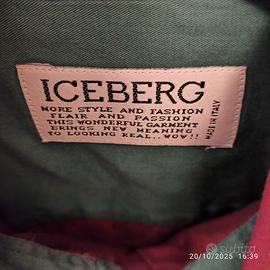 ICEBERG
MORE STYLE AND FASHION
FLAIR AND PASSION
THIS WONDERFUL GARMENT
BRINGS NEW MEANING
TO LOOKING REAL..WOW!!
MADE IN ITALY
20/10/2025 16:39
subito